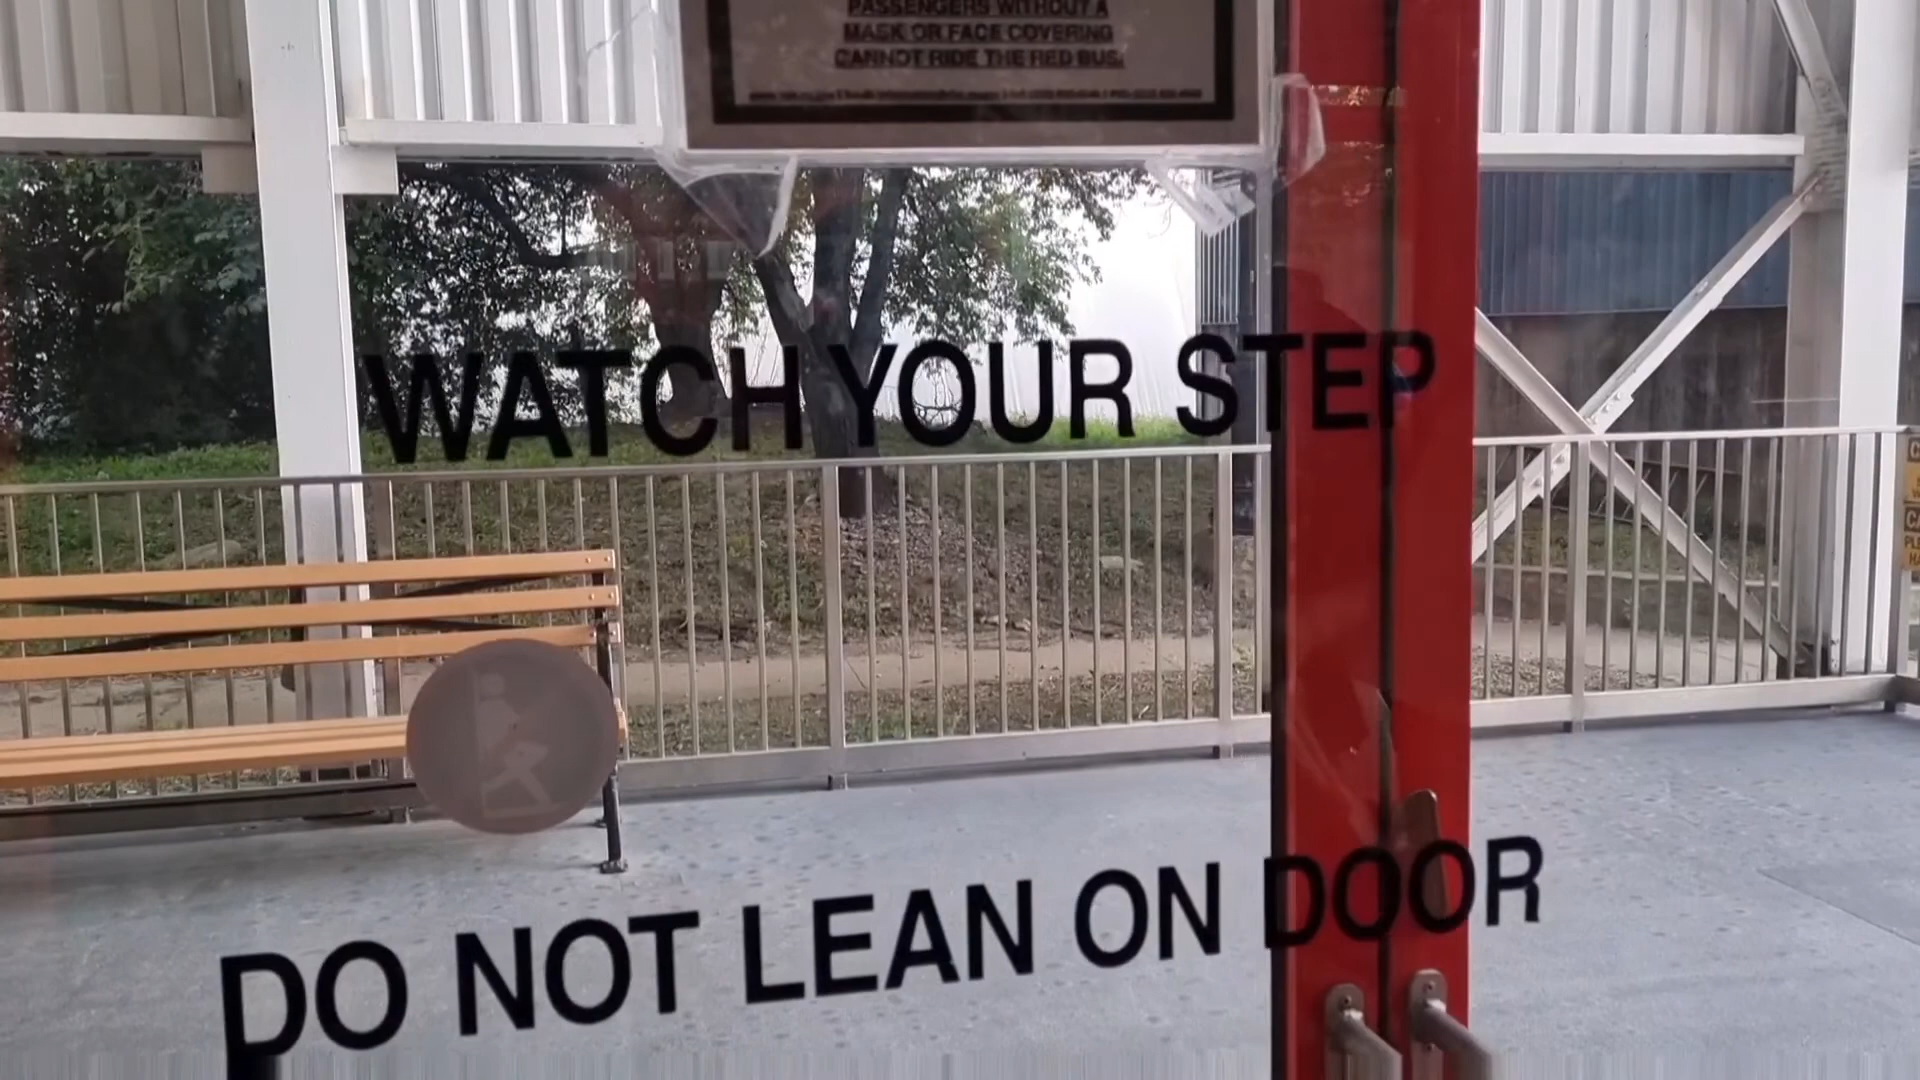 PASSENGERS WITHOUT A
MASK OR FACE COVERING
CANNOT RIDE THE RED BUS.
WATCH YOUR STEP
DO NOT LEAN ON DOOR